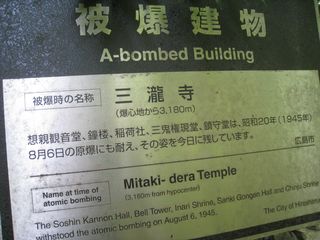 被爆建物
A-bombed Building
被爆時の名称
三瀧寺
(爆心地から3,180m)
想親観音堂、鐘楼、稲荷社、三鬼権現堂、鎮守堂は、昭和20年(1945年)
8月6日の原爆にも耐え、その姿を今日に残しています。
広島市
Name at time of
atomic bombing
Mitaki- dera Temple
(3,180m from hypocenter)
The Soshin Kannon Hall, Bell Tower, Inari Shrine, Sanki Gongen Hall and Chinju Shrine
withstood the atomic bombing on August 6, 1945.
The City of Hiroshima